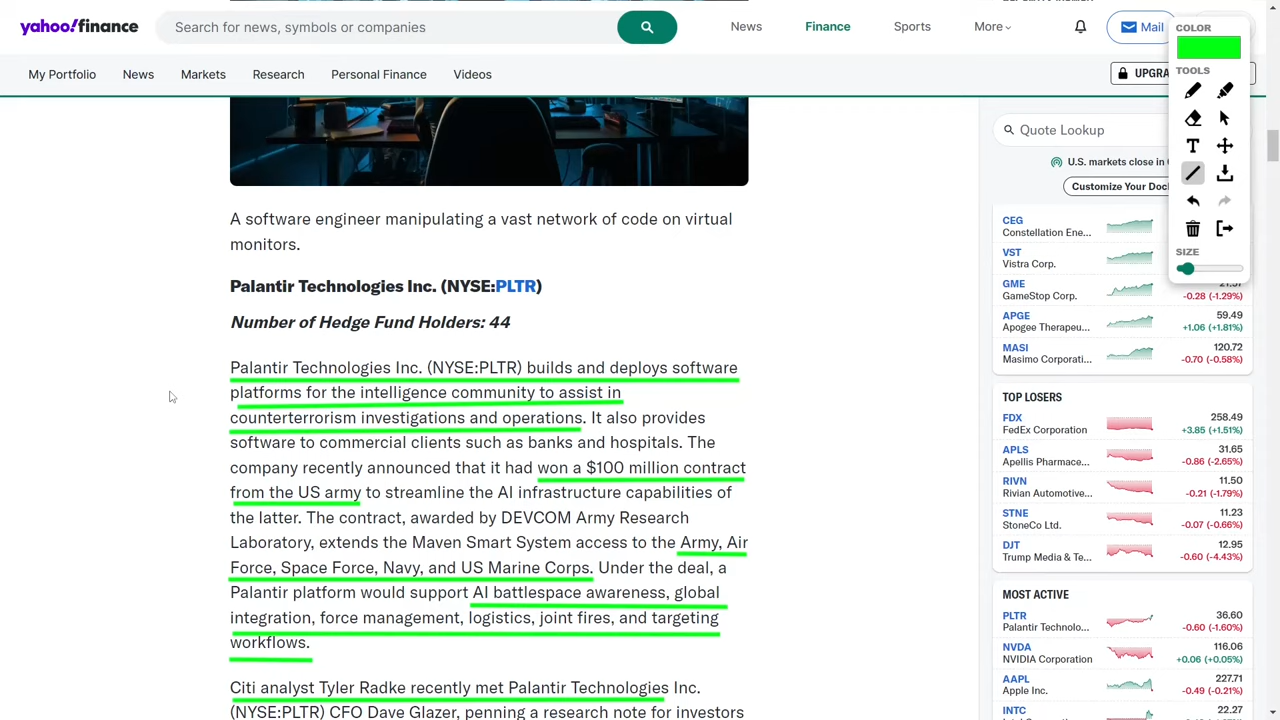 yahoo!finance
Search for news, symbols or companies
News
Finance
Sports
More
Mail
My Portfolio
News
Markets
Research
Personal Finance
Videos
UPGRA
COLOR
TOOLS
SIZE
A software engineer manipulating a vast network of code on virtual
monitors.
Palantir Technologies Inc. (NYSE:PLTR)
Number of Hedge Fund Holders: 44
Palantir Technologies Inc. (NYSE:PLTR) builds and deploys software
platforms for the intelligence community to assist in
counterterrorism investigations and operations. It also provides
software to commercial clients such as banks and hospitals. The
company recently announced that it had won a $100 million contract
from the US army to streamline the AI infrastructure capabilities of
the latter. The contract, awarded by DEVCOM Army Research
Laboratory, extends the Maven Smart System access to the Army, Air
Force, Space Force, Navy, and US Marine Corps. Under the deal, a
Palantir platform would support AI battlespace awareness, global
integration, force management, logistics, joint fires, and targeting
workflows.
Citi analyst Tyler Radke recently met Palantir Technologies Inc.
(NYSE:PLTR) CFO Dave Glazer, penning a research note for investors
Quote Lookup
U.S. markets close in
Customize Your Doc
CEG
Constellation Ene...
VST
Vistra Corp.
GME
GameStop Corp. -0.28 (-1.29%)
APGE 59.49
Apogee Therapeu... +1.06 (+1.81%)
MASI 120.72
Masimo Corporati... -0.70 (-0.58%)
TOP LOSERS
FDX 258.49
FedEx Corporation +3.85 (+1.51%)
APLS 31.65
Apellis Pharmace... -0.86 (-2.65%)
RIVN 11.50
Rivian Automotive... -0.21 (-1.79%)
STNE 11.23
StoneCo Ltd. -0.07 (-0.66%)
DJT 12.95
Trump Media & Te... -0.60 (-4.43%)
MOST ACTIVE
PLTR 36.60
Palantir Technolo... -0.60 (-1.60%)
NVDA 116.06
NVIDIA Corporation +0.06 (+0.05%)
AAPL 227.71
Apple Inc. -0.49 (-0.21%)
INTC 22.27